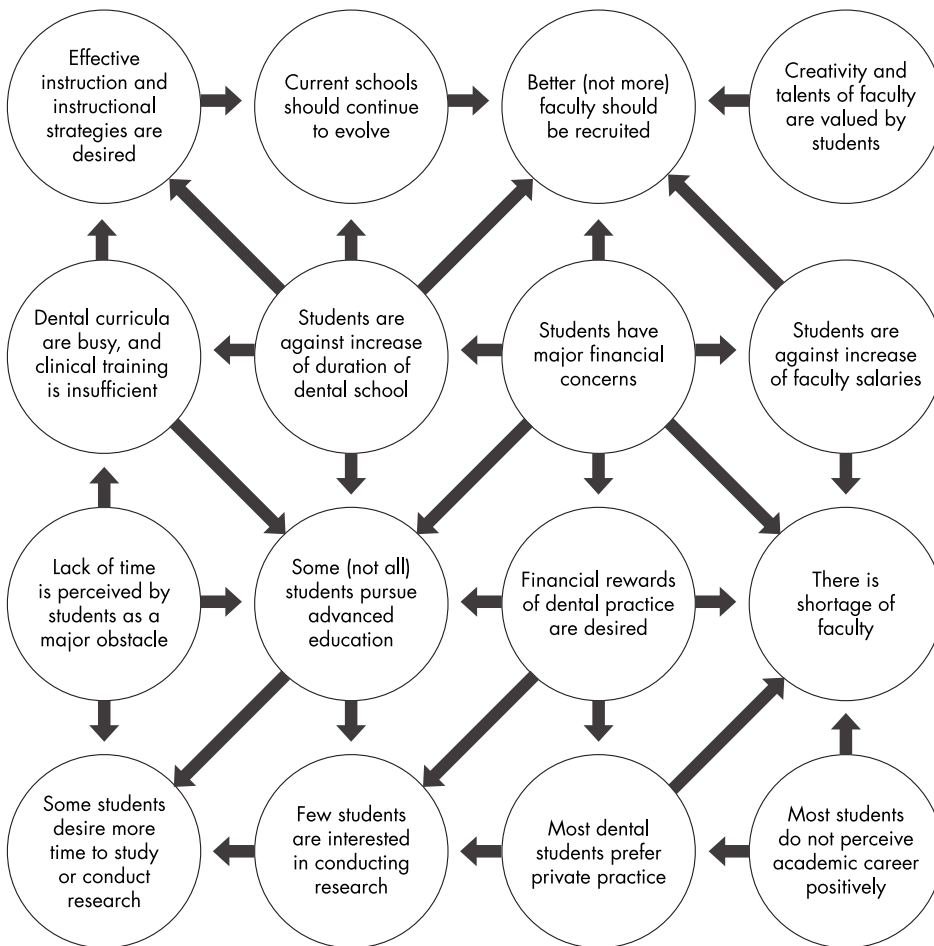 Effective
instruction and
instructional
strategies are
desired
Current schools
should continue
to evolve
Better (not more)
faculty should
be recruited
Creativity and
talents of faculty
are valued by
students
Dental curricula
are busy, and
clinical training
is insufficient
Students are
against increase
of duration of
dental school
Students have
major financial
concerns
Students are
against increase
of faculty salaries
Lack of time
is perceived by
students as a
major obstacle
Some (not all)
students pursue
advanced
education
Financial rewards
of dental practice
are desired
There is
shortage of
faculty
Some students
desire more
time to study
or conduct
research
Few students
are interested
in conducting
research
Most dental
students prefer
private practice
Most students
do not perceive
academic career
positively